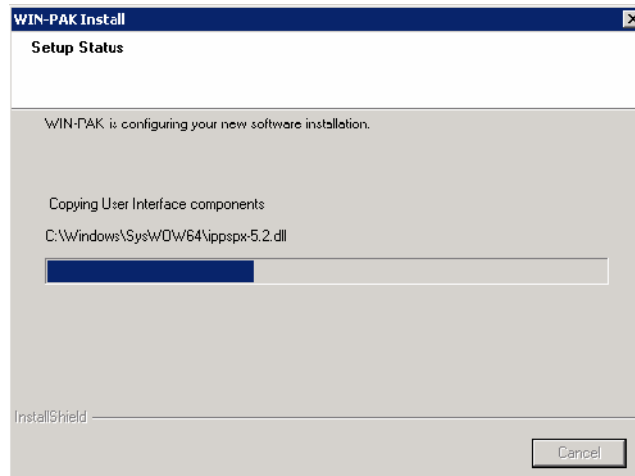 WIN-PAK Install
Setup Status
WIN-PAK is configuring your new software installation.
Copying User Interface components
C:\Windows\SysWOW64\ippspx-5.2.dll
InstallShield
Cancel